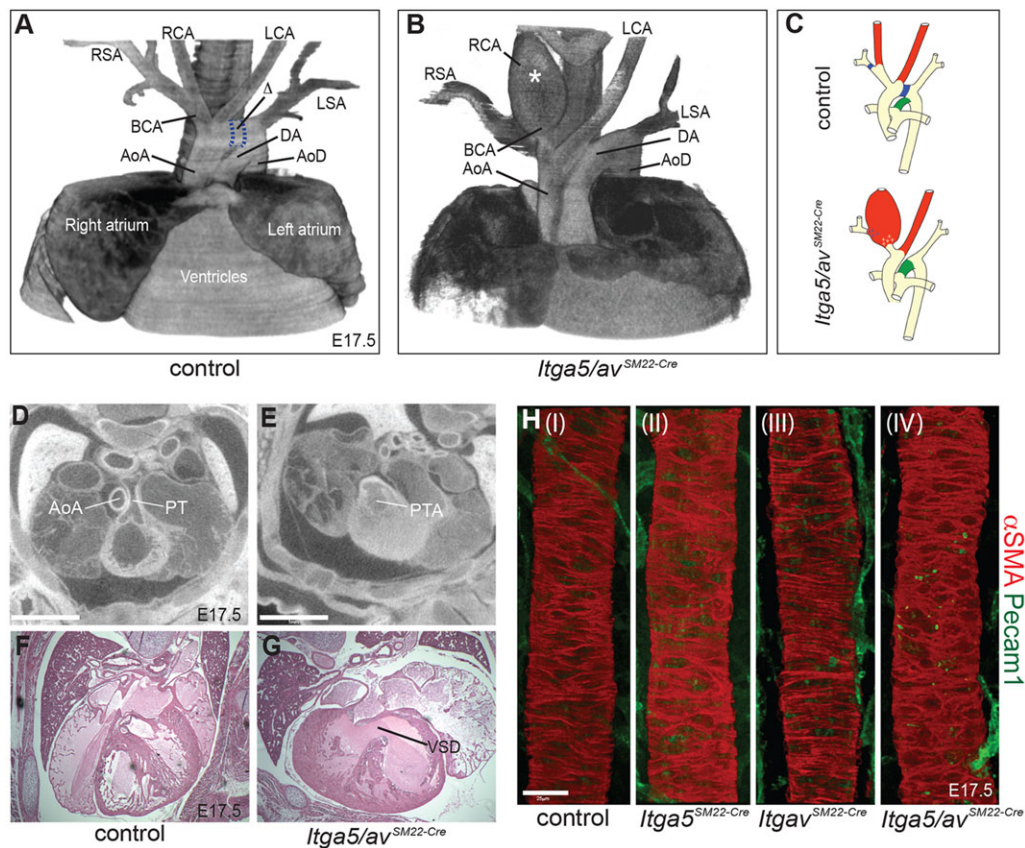 A
RCA
LCA
RSA
Δ
LSA
BCA
DA
AoA
AoD
Right atrium
Left atrium
Ventricles
E17.5
control
B
LCA
RCA
*
RSA
LSA
BCA
DA
AoA
AoD
Itga5/av^SM22-Cre
C
control
Itga5/av^SM22-Cre
D
AoA
PT
E17.5
E
PTA
F
E17.5
control
G
VSD
Itga5/av^SM22-Cre
H
(I)
(II)
(III)
(IV)
E17.5
25µm
control
Itga5^SM22-Cre
Itgav^SM22-Cre
Itga5/av^SM22-Cre
αSMA Pecam1